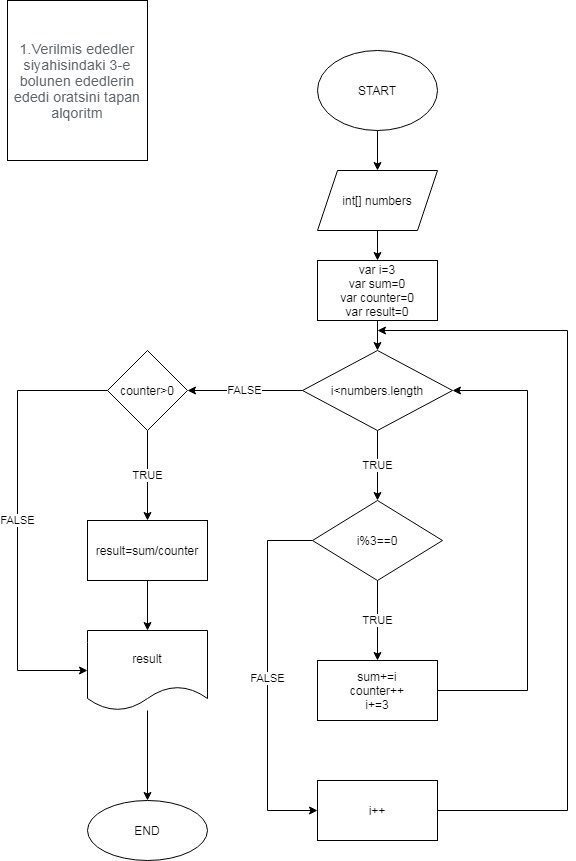 1.Verilmis ededler
siyahisindaki 3-e
bolunen ededlerin
ededi oratsini tapan
alqoritm
START
int[] numbers
var i=3
var sum=0
var counter=0
var result=0
i<numbers.length
FALSE
counter>0
TRUE
TRUE
FALSE
i%3==0
result=sum/counter
TRUE
result
FALSE
sum+=i
counter++
i+=3
i++
END